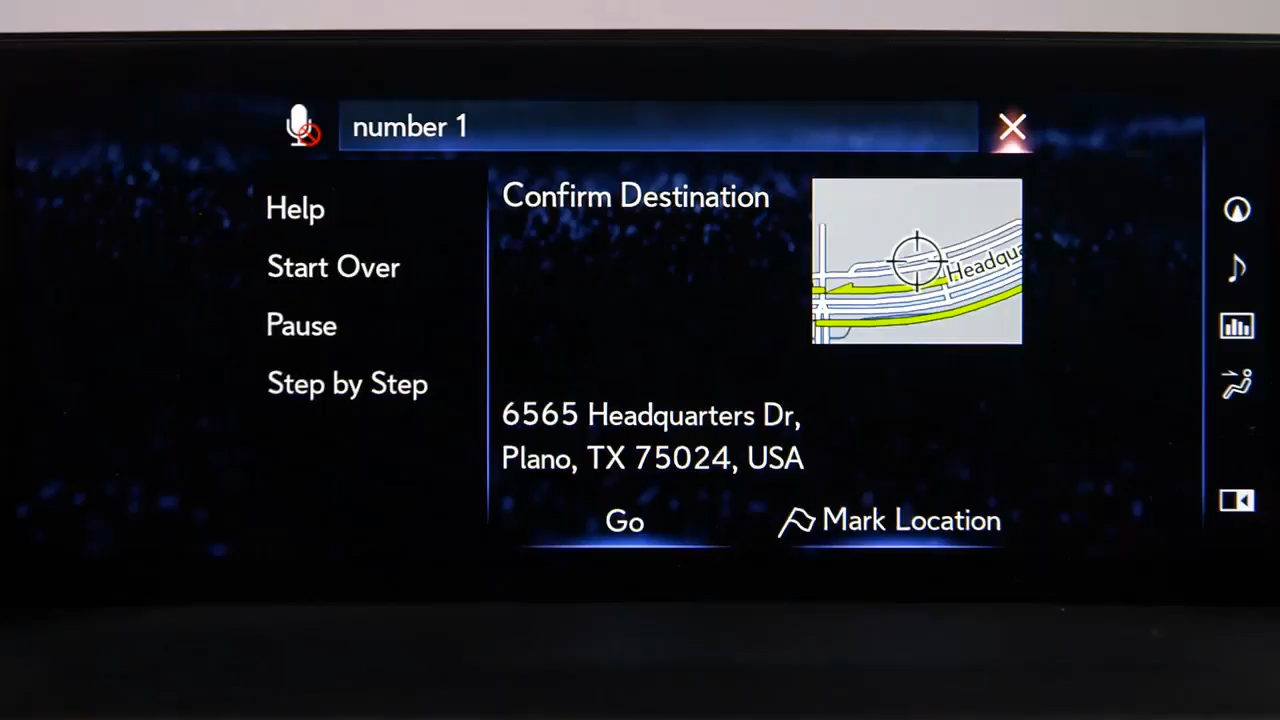 number 1
Help
Start Over
Pause
Step by Step
Confirm Destination
Headqu
6565 Headquarters Dr,
Plano, TX 75024, USA
Go
Mark Location